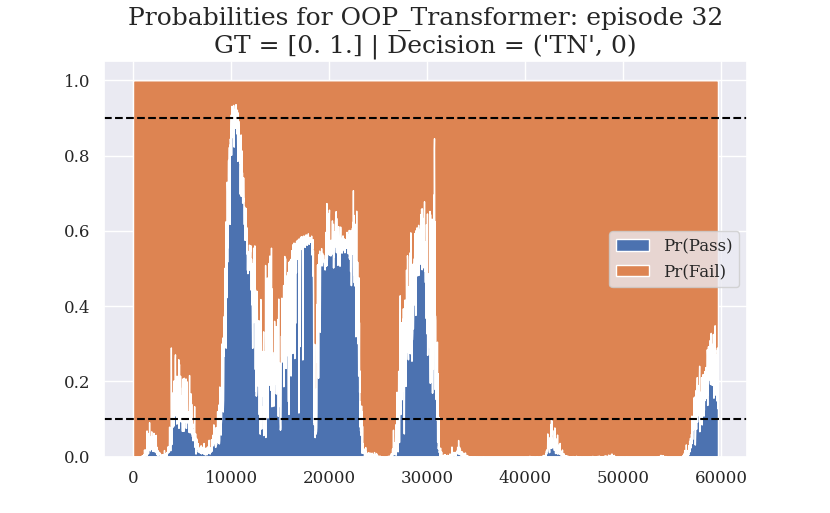 Probabilities for OOP_Transformer: episode 32
GT = [0. 1.] | Decision = ('TN', 0)
1.0
0.8
0.6
0.4
0.2
0.0
Pr(Pass)
Pr(Fail)
0 10000 20000 30000 40000 50000 60000